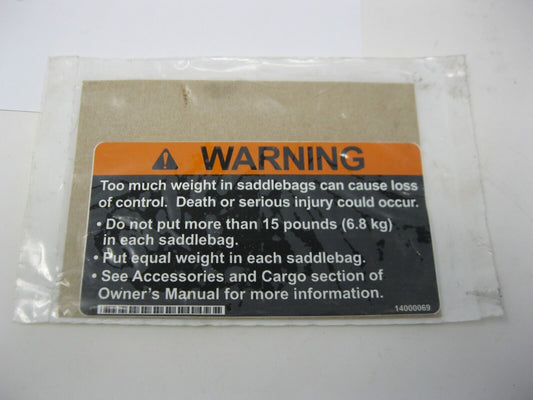 WARNING
Too much weight in saddlebags can cause loss
of control. Death or serious injury could occur.
• Do not put more than 15 pounds (6.8 kg)
in each saddlebag.
• Put equal weight in each saddlebag.
• See Accessories and Cargo section of
Owner's Manual for more information.
14000069